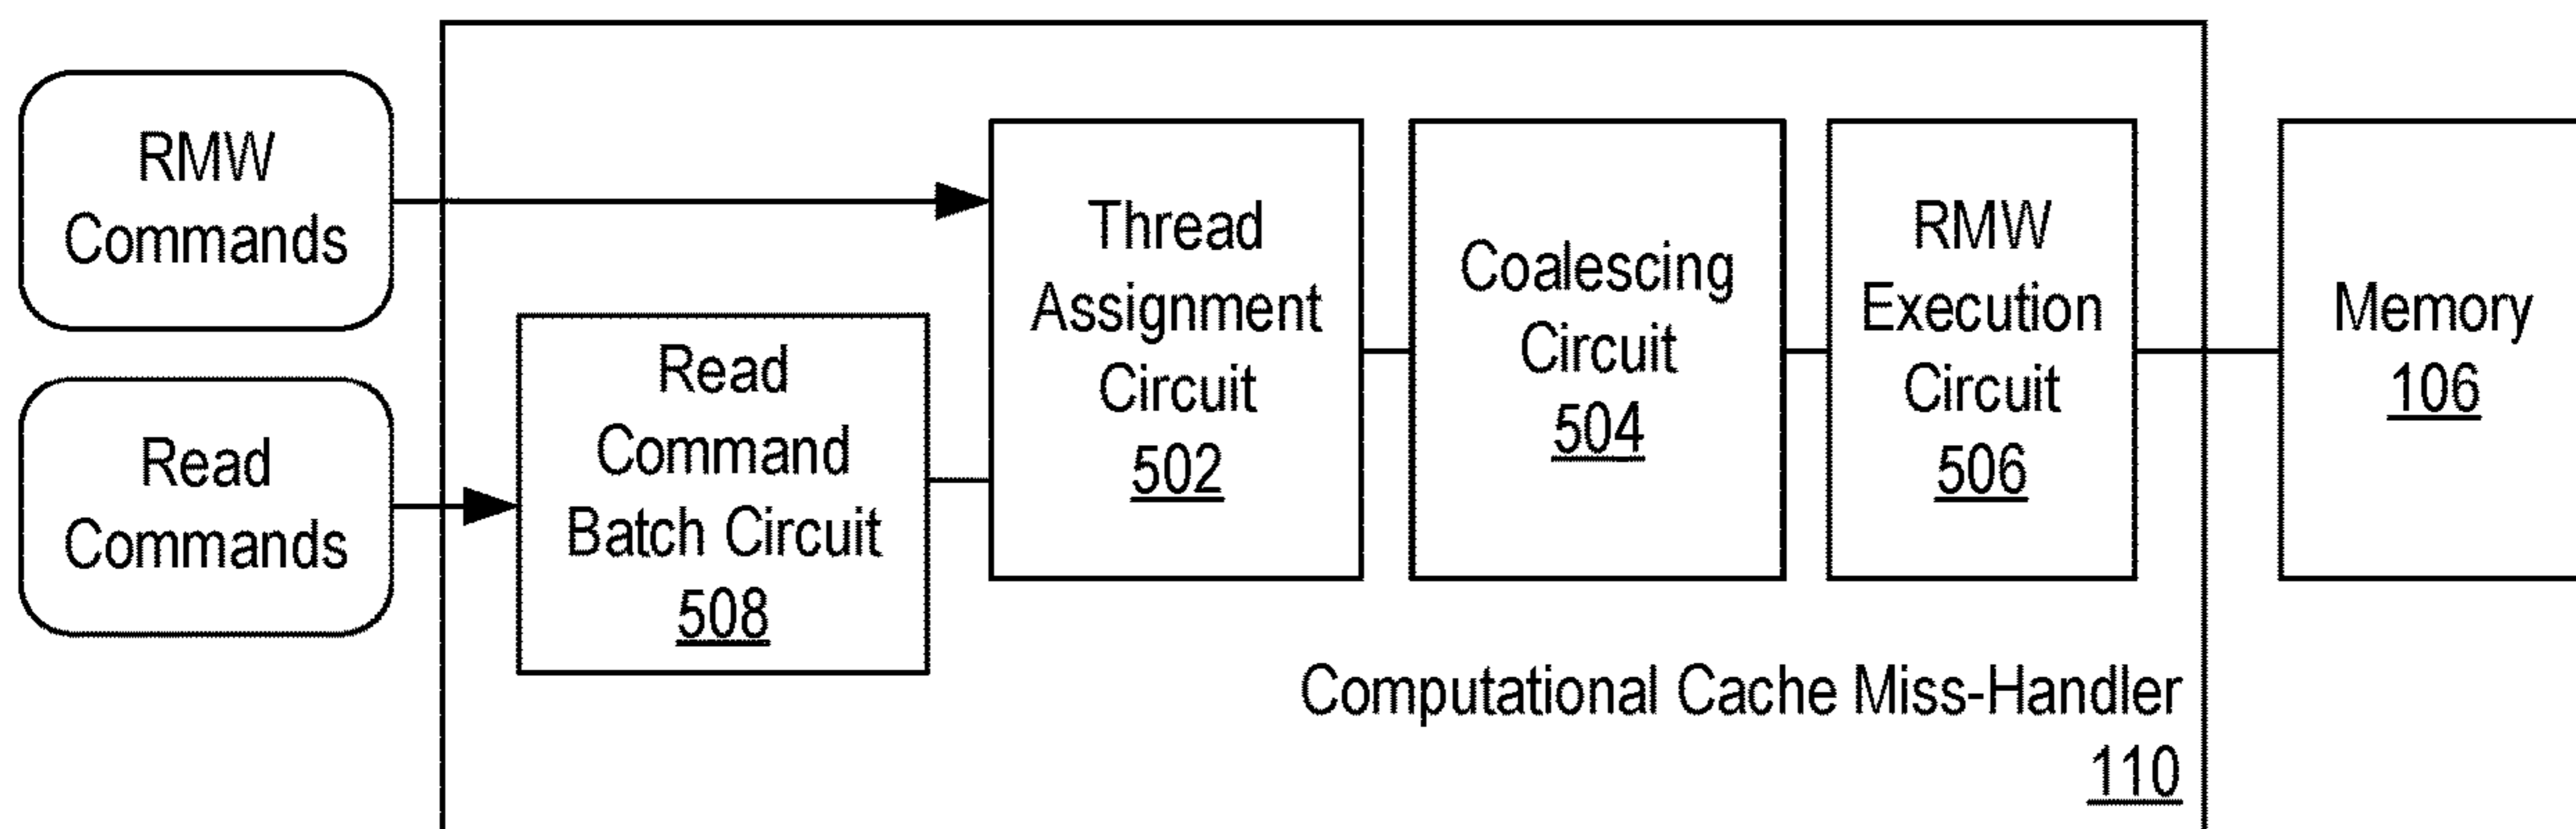 RMW
Commands
Read
Commands
Read
Command
Batch Circuit
508
Thread
Assignment
Circuit
502
Coalescing
Circuit
504
RMW
Execution
Circuit
506
Memory
106
Computational Cache Miss-Handler
110